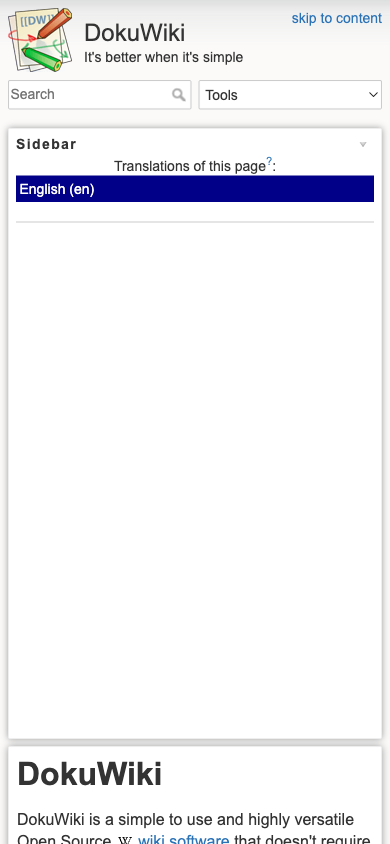 [[DW]]
DokuWiki
It's better when it's simple
skip to content
Search
Tools
Sidebar
Translations of this page?:
English (en)
DokuWiki
DokuWiki is a simple to use and highly versatile
Open Source W wiki software that doesn't require